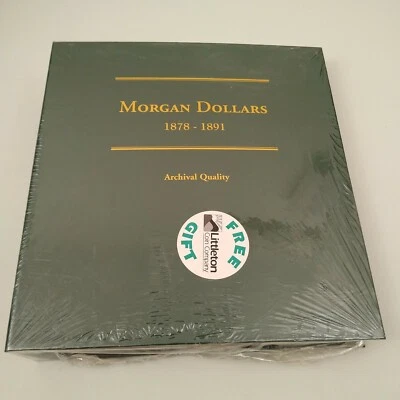 MORGAN DOLLARS
1878 - 1891
Archival Quality
FREE
Littleton
Coin Company
GIFT